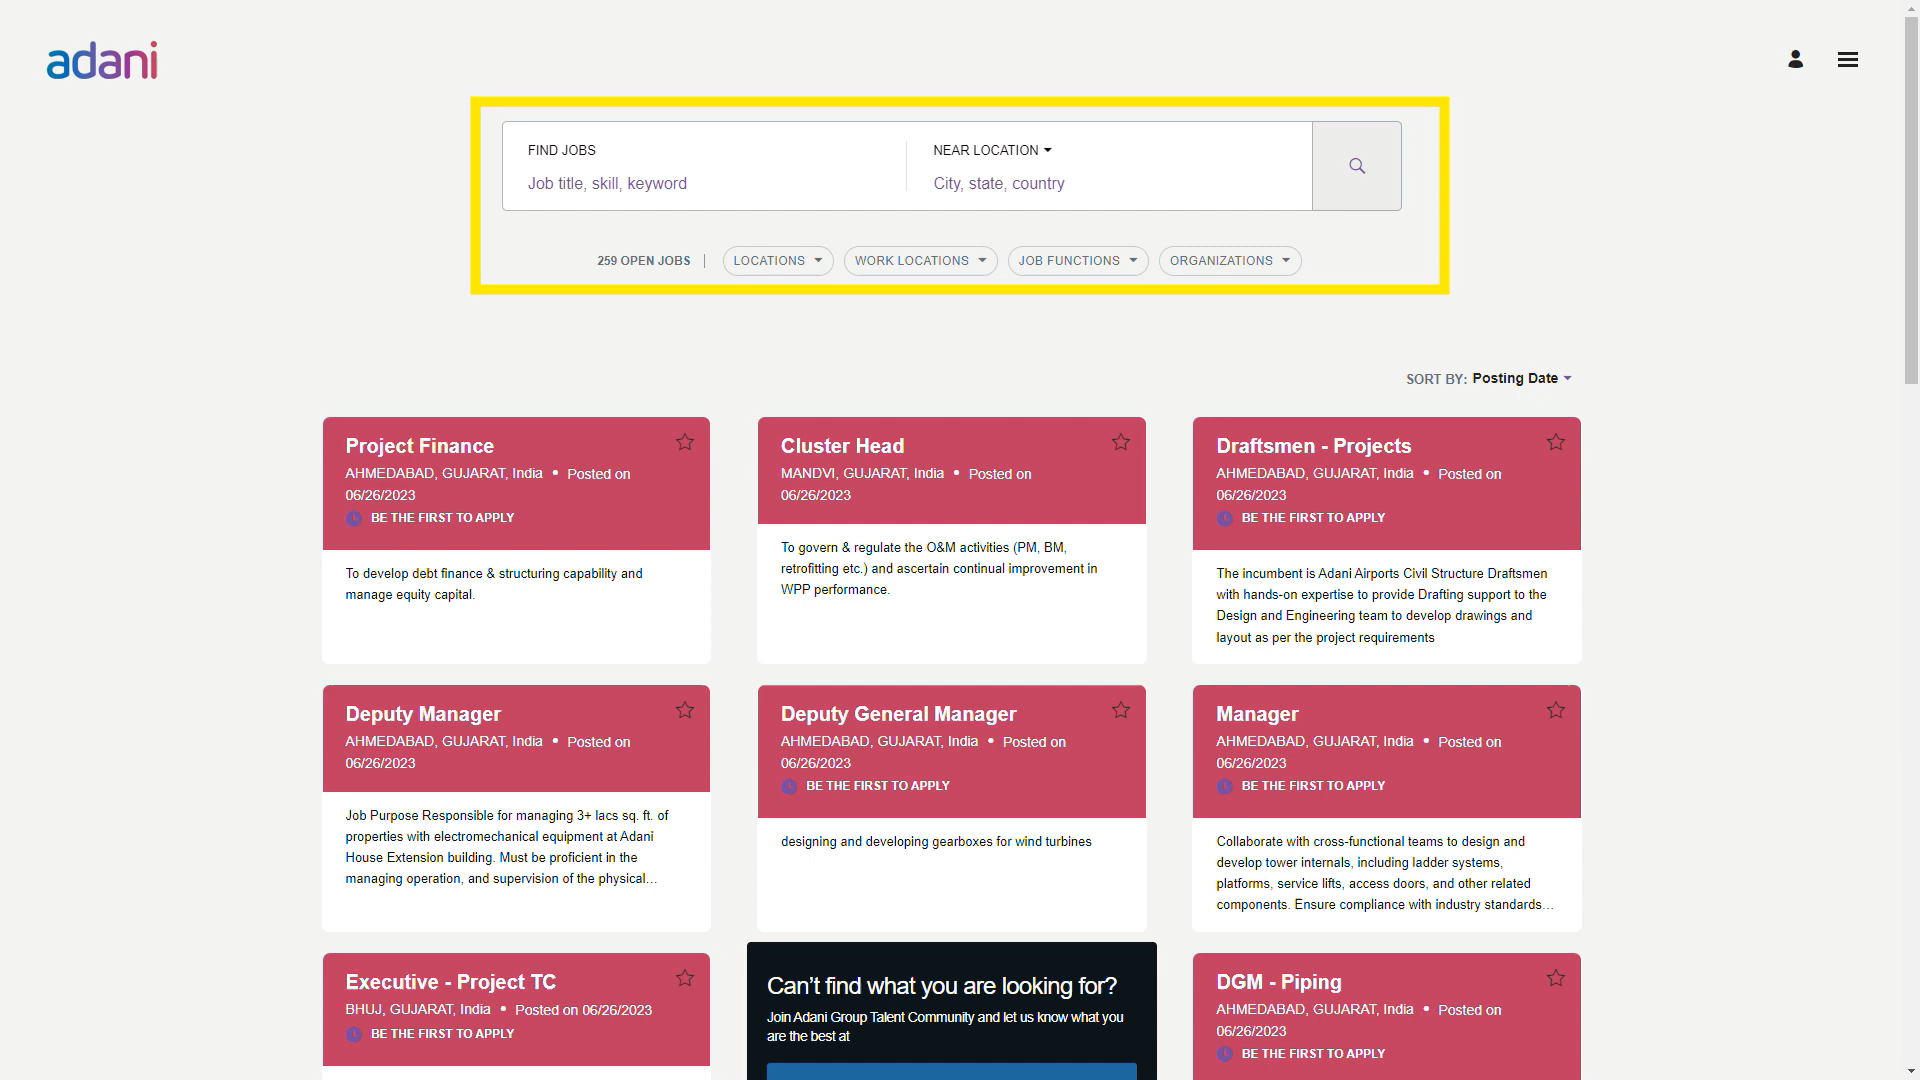 adani
FIND JOBS
Job title, skill, keyword
NEAR LOCATION
City, state, country
259 OPEN JOBS | LOCATIONS WORK LOCATIONS JOB FUNCTIONS ORGANIZATIONS
SORT BY: Posting Date
Project Finance
AHMEDABAD, GUJARAT, India • Posted on
06/26/2023
BE THE FIRST TO APPLY
To develop debt finance & structuring capability and
manage equity capital.
Cluster Head
MANDVI, GUJARAT, India • Posted on
06/26/2023
To govern & regulate the O&M activities (PM, BM,
retrofitting etc.) and ascertain continual improvement in
WPP performance.
Draftsmen - Projects
AHMEDABAD, GUJARAT, India • Posted on
06/26/2023
BE THE FIRST TO APPLY
The incumbent is Adani Airports Civil Structure Draftsmen
with hands-on expertise to provide Drafting support to the
Design and Engineering team to develop drawings and
layout as per the project requirements
Deputy Manager
AHMEDABAD, GUJARAT, India • Posted on
06/26/2023
Job Purpose Responsible for managing 3+ lacs sq. ft. of
properties with electromechanical equipment at Adani
House Extension building. Must be proficient in the
managing operation, and supervision of the physical…
Deputy General Manager
AHMEDABAD, GUJARAT, India • Posted on
06/26/2023
BE THE FIRST TO APPLY
designing and developing gearboxes for wind turbines
Manager
AHMEDABAD, GUJARAT, India • Posted on
06/26/2023
BE THE FIRST TO APPLY
Collaborate with cross-functional teams to design and
develop tower internals, including ladder systems,
platforms, service lifts, access doors, and other related
components. Ensure compliance with industry standards…
Executive - Project TC
BHUJ, GUJARAT, India • Posted on 06/26/2023
BE THE FIRST TO APPLY
Can't find what you are looking for?
Join Adani Group Talent Community and let us know what you
are the best at
DGM - Piping
AHMEDABAD, GUJARAT, India • Posted on
06/26/2023
BE THE FIRST TO APPLY